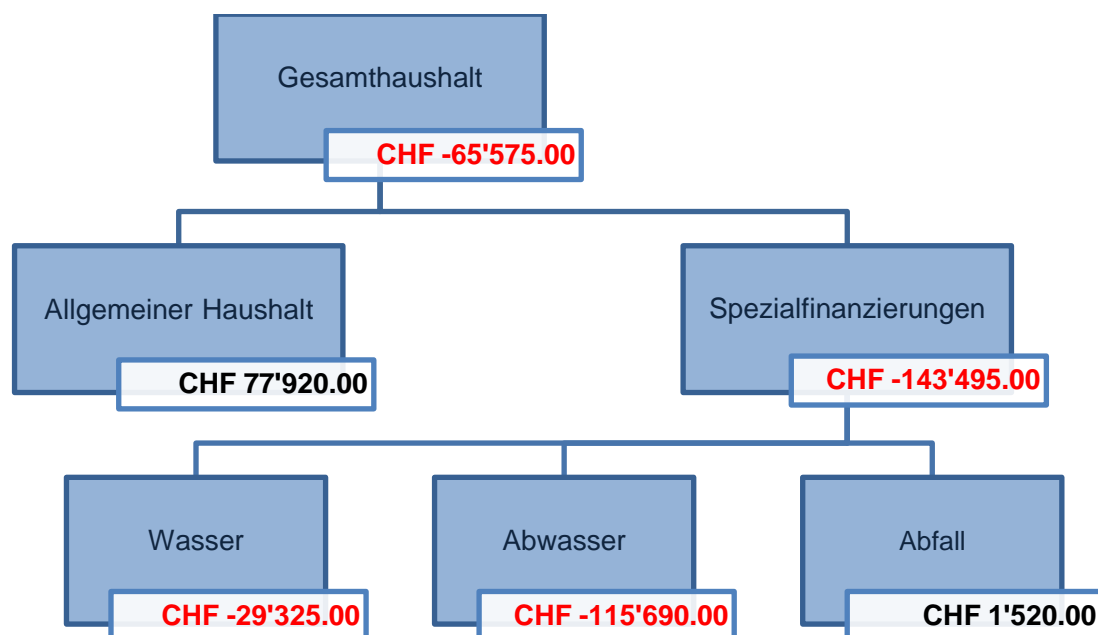 Gesamthaushalt
CHF -65'575.00
Allgemeiner Haushalt
CHF 77'920.00
Spezialfinanzierungen
CHF -143'495.00
Wasser
CHF -29'325.00
Abwasser
CHF -115'690.00
Abfall
CHF 1'520.00